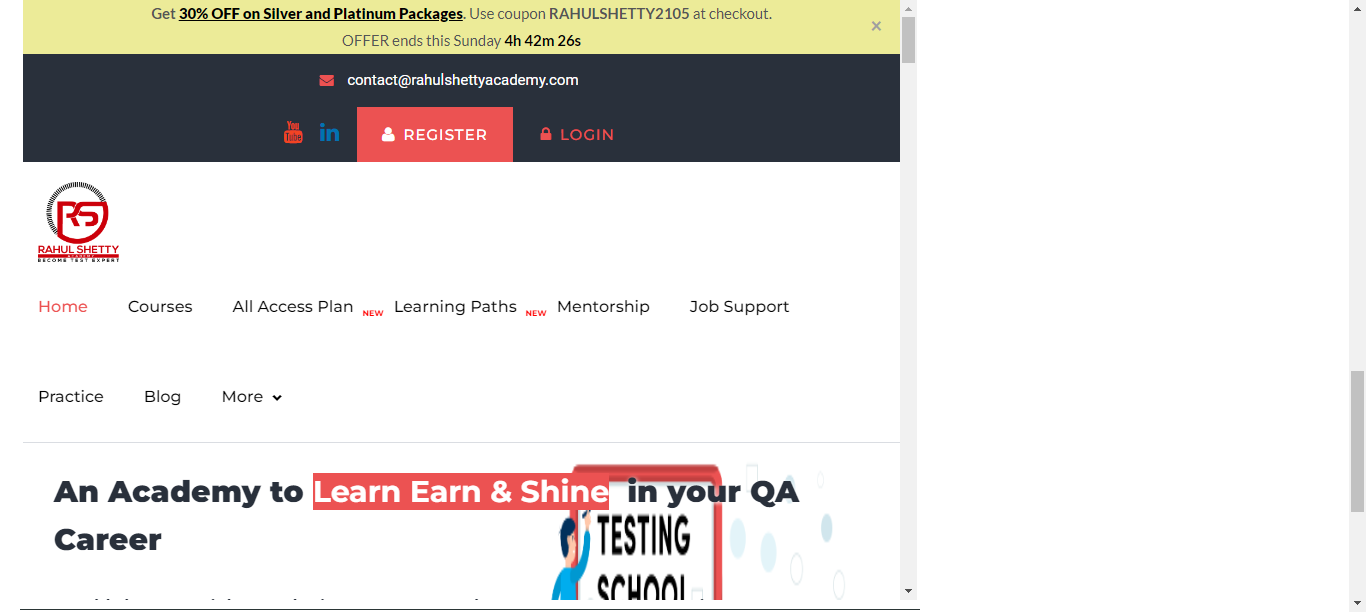 Get 30% OFF on Silver and Platinum Packages. Use coupon RAHULSHETTY2105 at checkout.
OFFER ends this Sunday 4h 42m 26s
×
contact@rahulshettyacademy.com
You Tube in REGISTER LOGIN
RS
RAHUL SHETTY
ACADEMY
BECOME TEST EXPERT
Home Courses All Access Plan NEW Learning Paths NEW Mentorship Job Support
Practice Blog More
An Academy to Learn Earn & Shine in your QA
Career
TESTING
SCHOOL